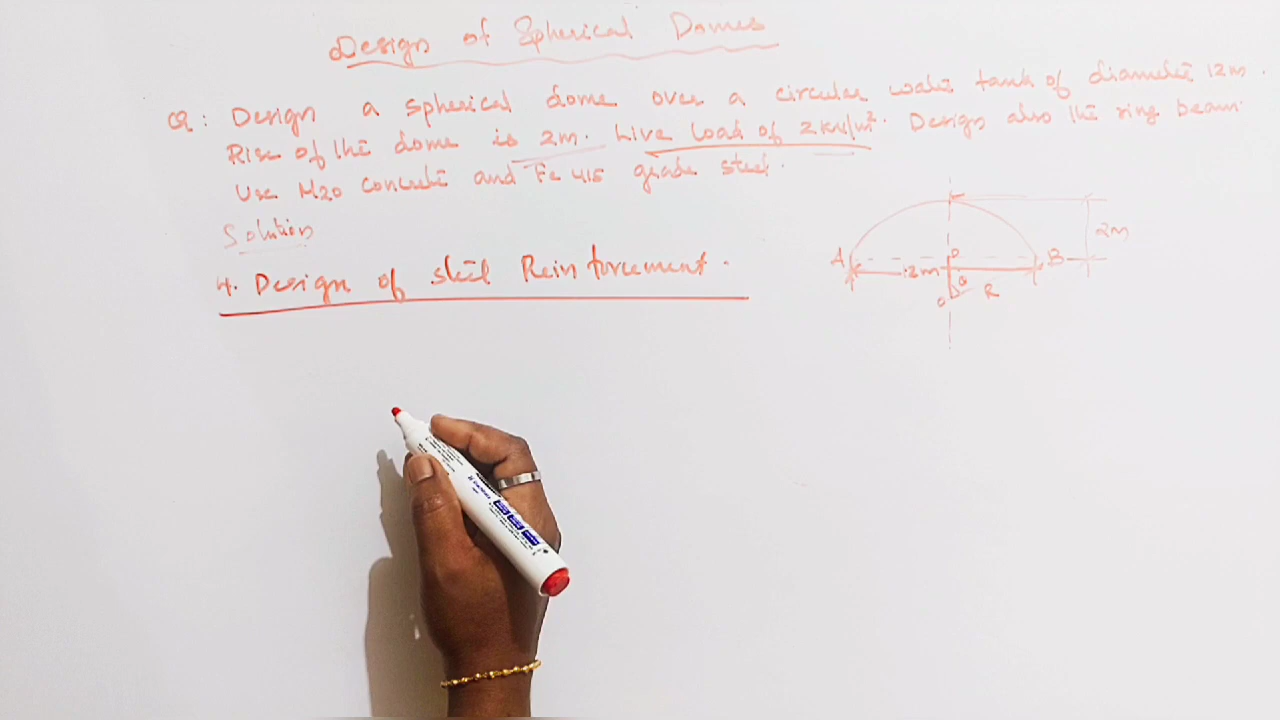 Design of Spherical Domes
Q: Design a spherical dome over a circular water tank of diameter 12m.
Rise of the dome is 2m. Live Load of 2 kN/m². Design also the ring beam.
Use M20 concrete and Fe 415 grade steel.
Solution
4. Design of steel Reinforcement.
2m
A 12m D B
θ R
O